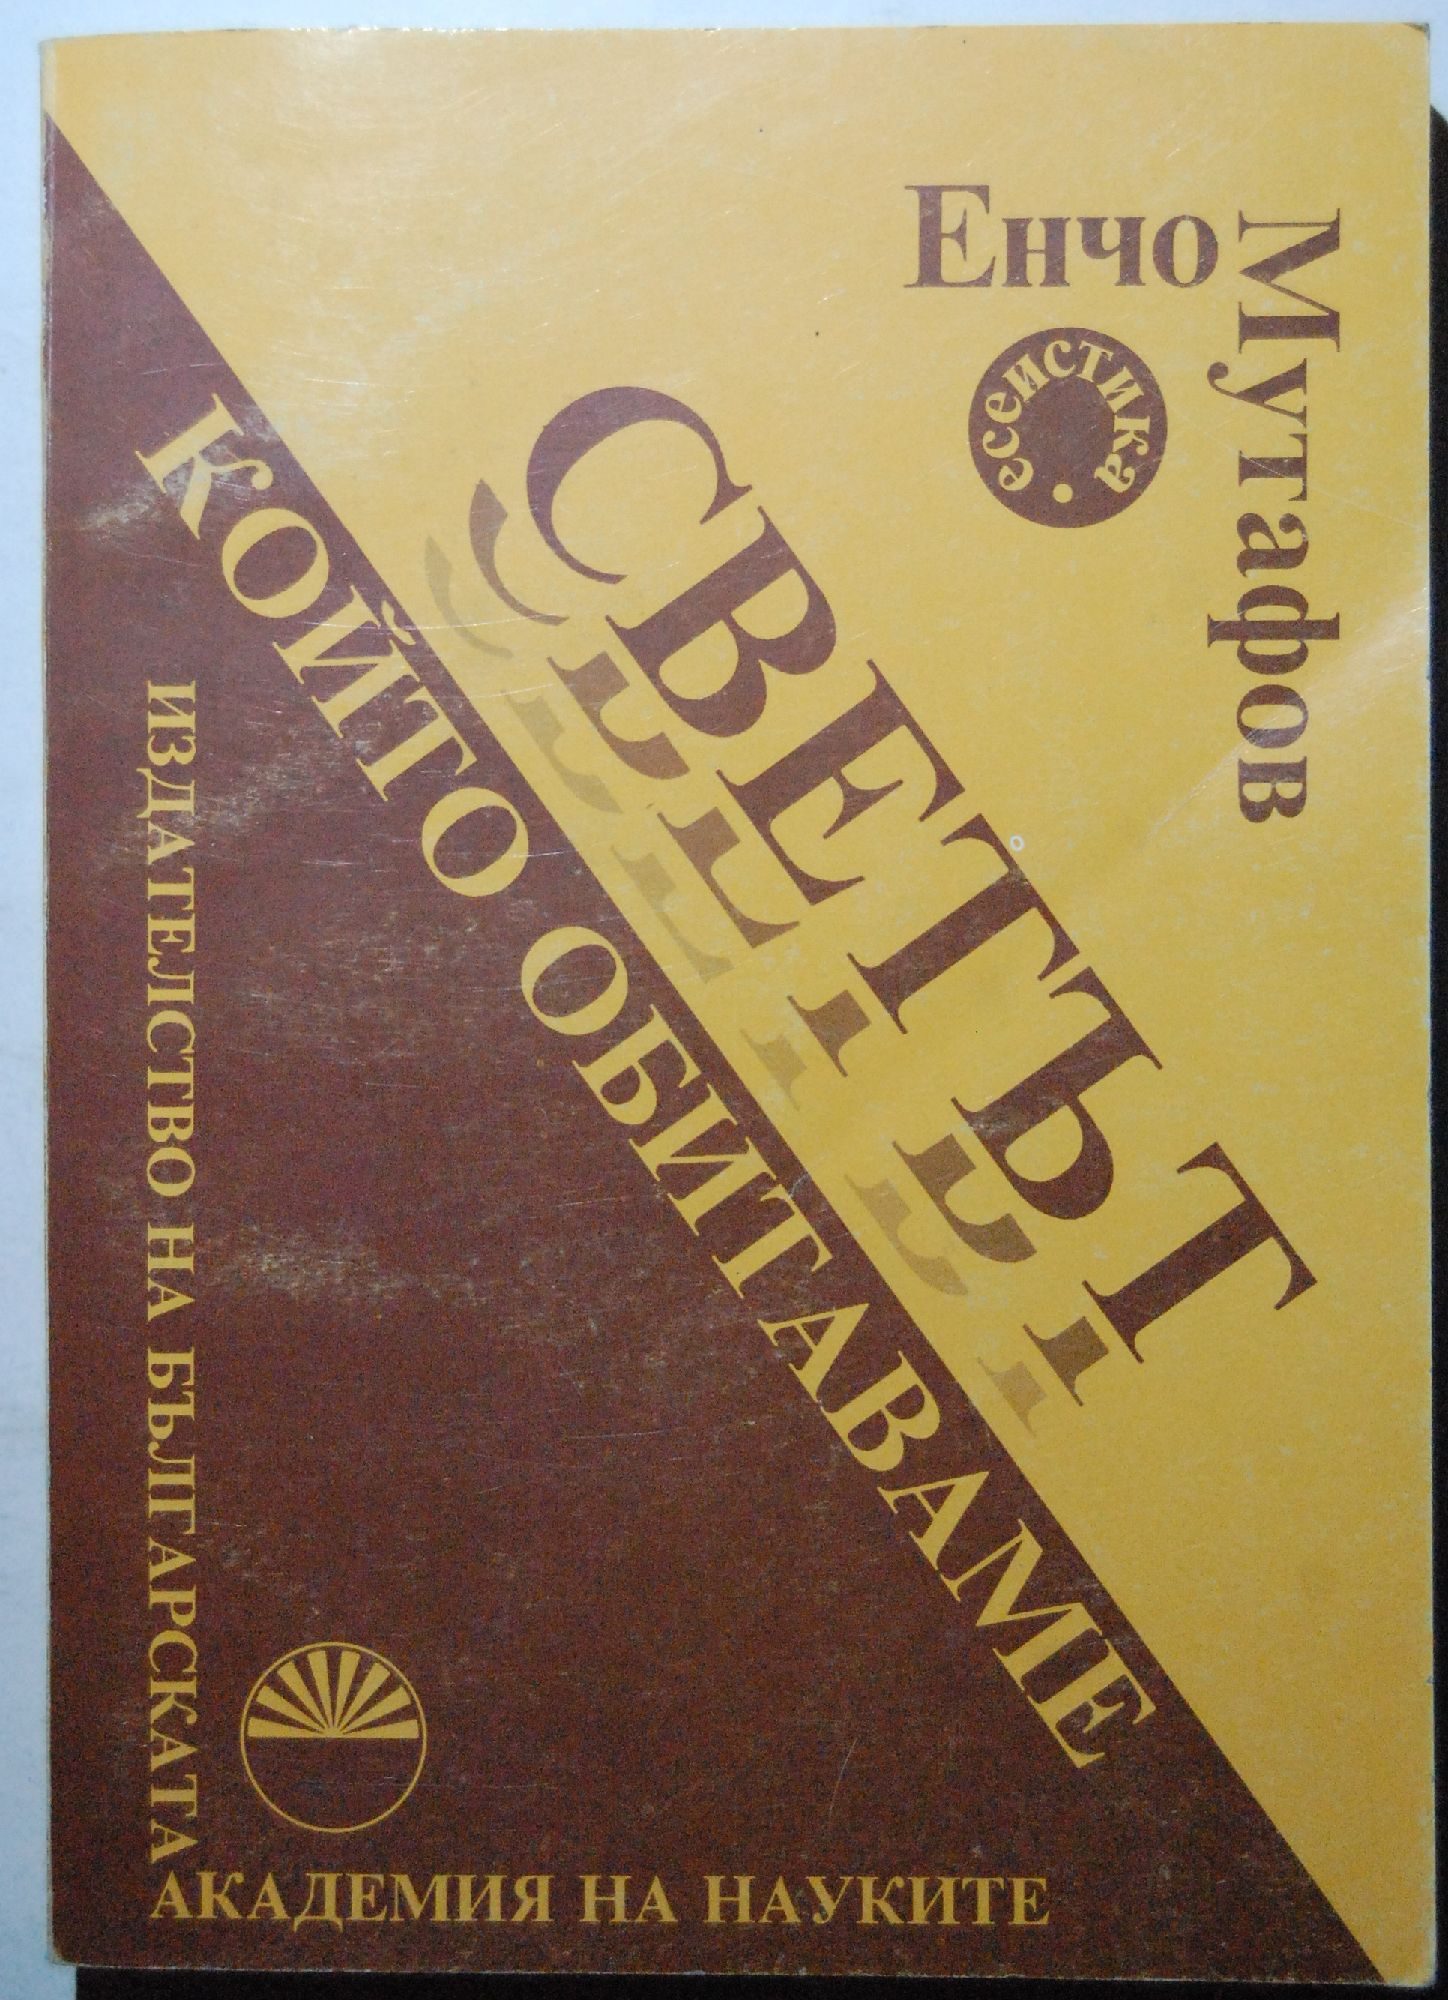 Енчо
Мутафов
есеистика
СВЕТЪТ
КОЙТО ОБИТАВАМЕ
ИЗДАТЕЛСТВО НА БЪЛГАРСКАТА
АКАДЕМИЯ НА НАУКИТЕ